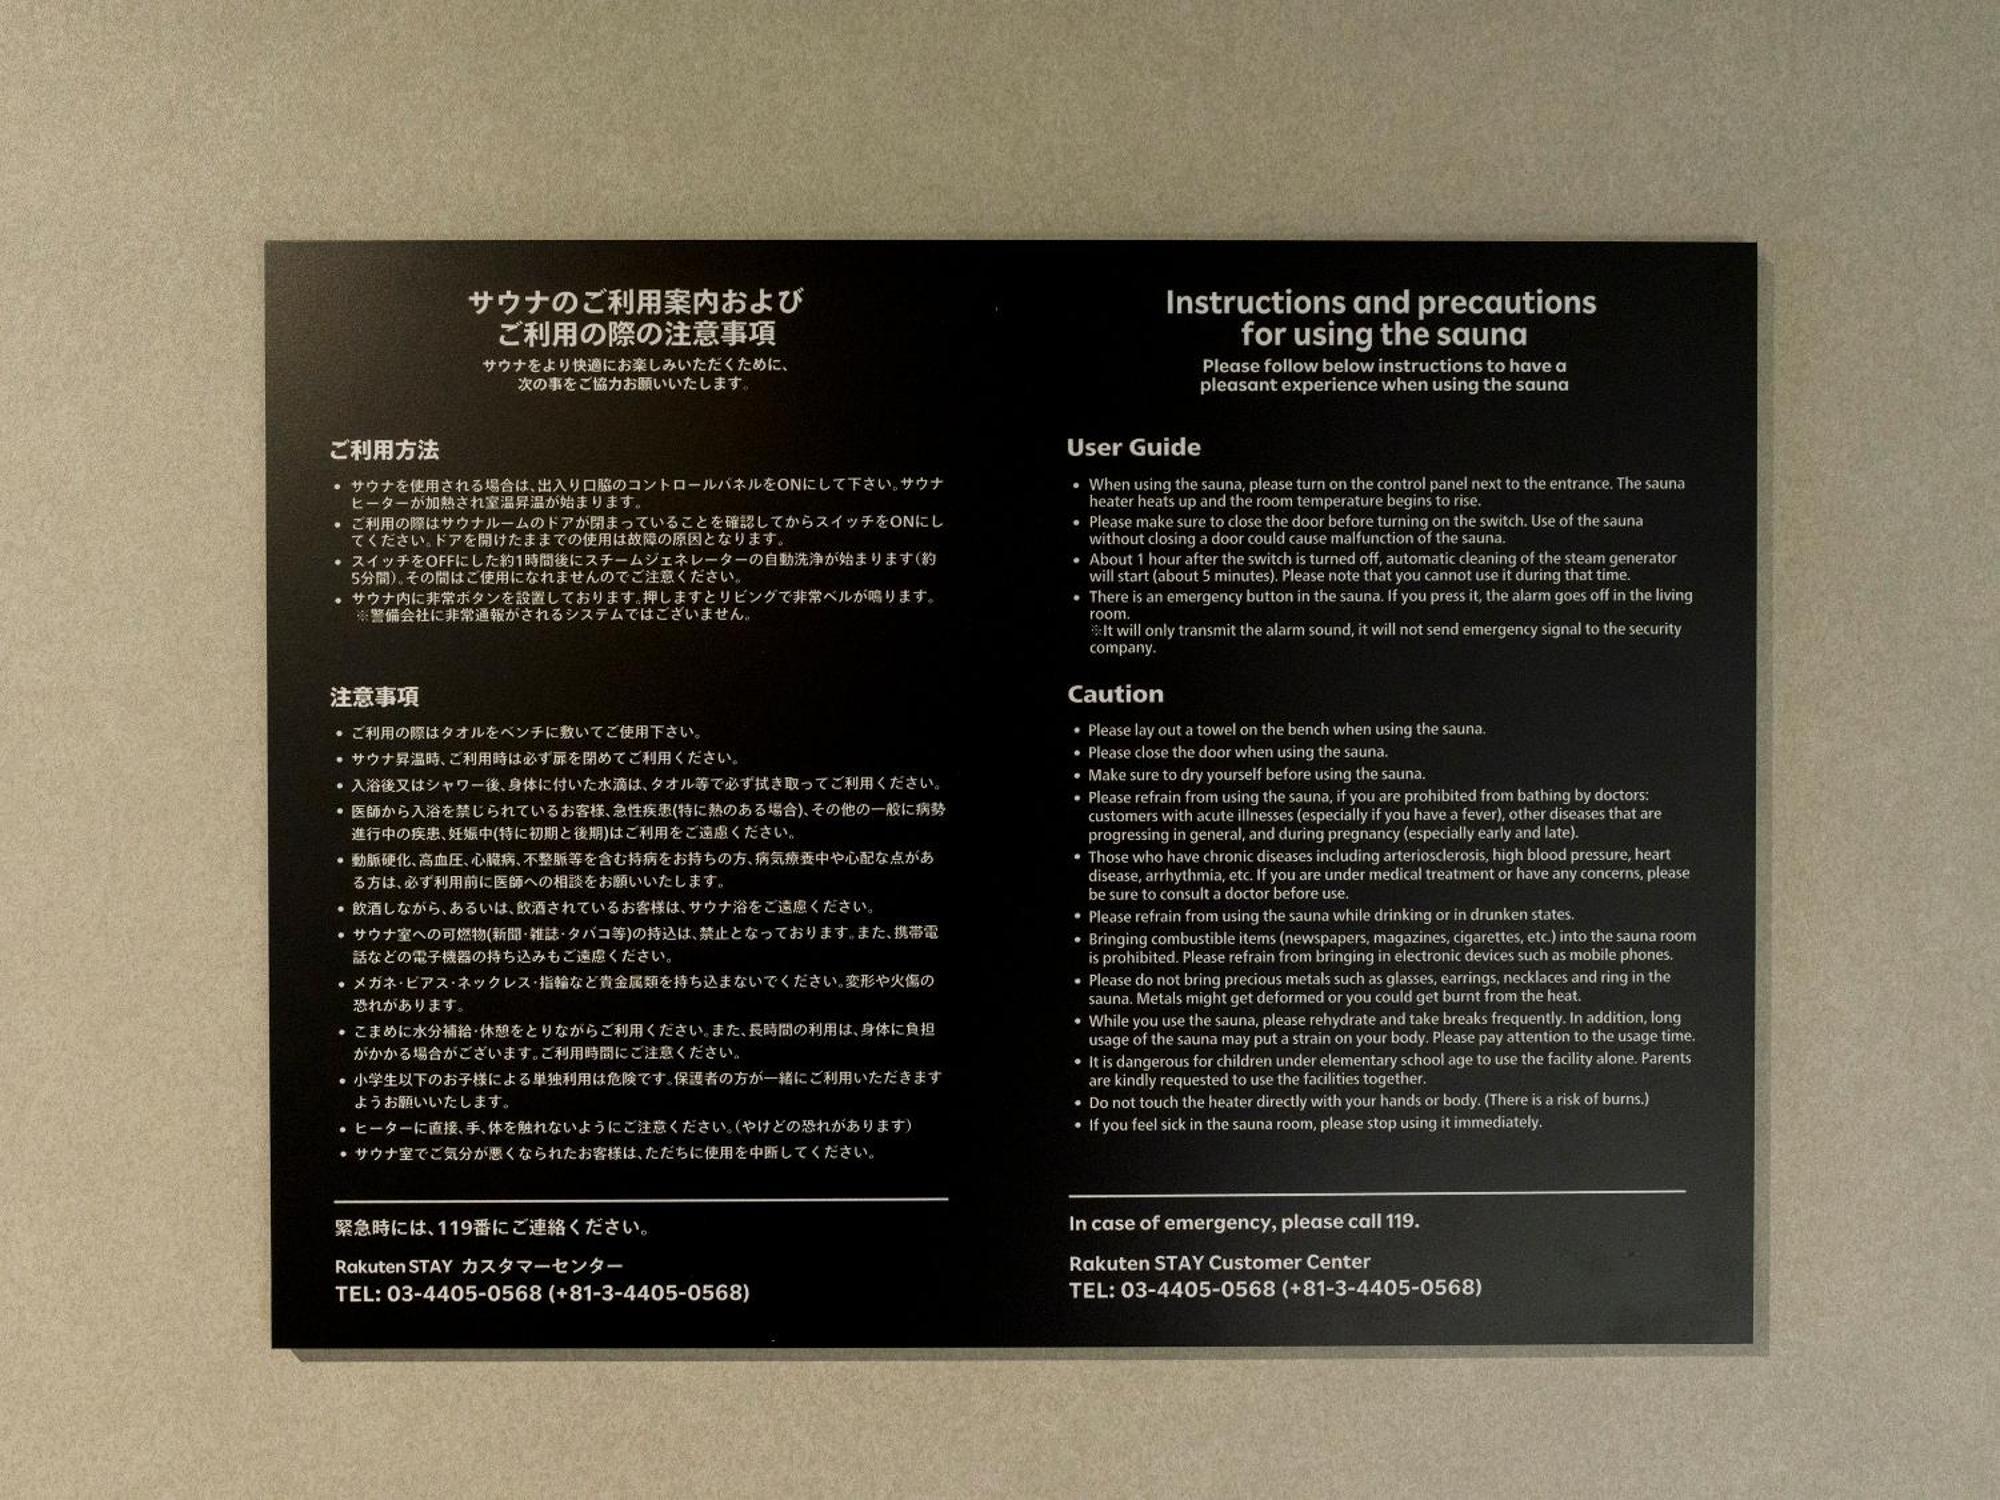 サウナのご利用案内および
ご利用の際の注意事項
サウナをより快適にお楽しみいただくために、
次の事をご協力お願いいたします。
ご利用方法
• サウナを使用される場合は、出入り口脇のコントロールパネルをONにして下さい。サウナ
ヒーターが加熱され室温昇温が始まります。
• ご利用の際はサウナルームのドアが閉まっていることを確認してからスイッチをONにし
てください。ドアを開けたままでの使用は故障の原因となります。
• スイッチをOFFにした約1時間後にスチームジェネレーターの自動洗浄が始まります(約
5分間)。その間はご使用になれませんのでご注意ください。
• サウナ内に非常ボタンを設置しております。押しますとリビングで非常ベルが鳴ります。
※警備会社に非常通報がされるシステムではございません。
注意事項
• ご利用の際はタオルをベンチに敷いてご使用下さい。
• サウナ昇温時、ご利用時は必ず扉を閉めてご利用ください。
• 入浴後又はシャワー後、身体に付いた水滴は、タオル等で必ず拭き取ってご利用ください。
• 医師から入浴を禁じられているお客様、急性疾患(特に熱のある場合)、その他の一般に病勢
進行中の疾患、妊娠中(特に初期と後期)はご利用をご遠慮ください。
• 動脈硬化、高血圧、心臓病、不整脈等を含む持病をお持ちの方、病気療養中や心配な点があ
る方は、必ず利用前に医師への相談をお願いいたします。
• 飲酒しながら、あるいは、飲酒されているお客様は、サウナ浴をご遠慮ください。
• サウナ室への可燃物(新聞・雑誌・タバコ等)の持込は、禁止となっております。また、携帯電
話などの電子機器の持ち込みもご遠慮ください。
• メガネ・ピアス・ネックレス・指輪など貴金属類を持ち込まないでください。変形や火傷の
恐れがあります。
• こまめに水分補給・休憩をとりながらご利用ください。また、長時間の利用は、身体に負担
がかかる場合がございます。ご利用時間にご注意ください。
• 小学生以下のお子様による単独利用は危険です。保護者の方が一緒にご利用いただきます
ようお願いいたします。
• ヒーターに直接、手、体を触れないようにご注意ください。(やけどの恐れがあります)
• サウナ室でご気分が悪くなられたお客様は、ただちに使用を中断してください。
緊急時には、119番にご連絡ください。
Rakuten STAY カスタマーセンター
TEL: 03-4405-0568 (+81-3-4405-0568)
Instructions and precautions
for using the sauna
Please follow below instructions to have a
pleasant experience when using the sauna
User Guide
• When using the sauna, please turn on the control panel next to the entrance. The sauna
heater heats up and the room temperature begins to rise.
• Please make sure to close the door before turning on the switch. Use of the sauna
without closing a door could cause malfunction of the sauna.
• About 1 hour after the switch is turned off, automatic cleaning of the steam generator
will start (about 5 minutes). Please note that you cannot use it during that time.
• There is an emergency button in the sauna. If you press it, the alarm goes off in the living
room.
※It will only transmit the alarm sound, it will not send emergency signal to the security
company.
Caution
• Please lay out a towel on the bench when using the sauna.
• Please close the door when using the sauna.
• Make sure to dry yourself before using the sauna.
• Please refrain from using the sauna, if you are prohibited from bathing by doctors:
customers with acute illnesses (especially if you have a fever), other diseases that are
progressing in general, and during pregnancy (especially early and late).
• Those who have chronic diseases including arteriosclerosis, high blood pressure, heart
disease, arrhythmia, etc. If you are under medical treatment or have any concerns, please
be sure to consult a doctor before use.
• Please refrain from using the sauna while drinking or in drunken states.
• Bringing combustible items (newspapers, magazines, cigarettes, etc.) into the sauna room
is prohibited. Please refrain from bringing in electronic devices such as mobile phones.
• Please do not bring precious metals such as glasses, earrings, necklaces and ring in the
sauna. Metals might get deformed or you could get burnt from the heat.
• While you use the sauna, please rehydrate and take breaks frequently. In addition, long
usage of the sauna may put a strain on your body. Please pay attention to the usage time.
• It is dangerous for children under elementary school age to use the facility alone. Parents
are kindly requested to use the facilities together.
• Do not touch the heater directly with your hands or body. (There is a risk of burns.)
• If you feel sick in the sauna room, please stop using it immediately.
In case of emergency, please call 119.
Rakuten STAY Customer Center
TEL: 03-4405-0568 (+81-3-4405-0568)